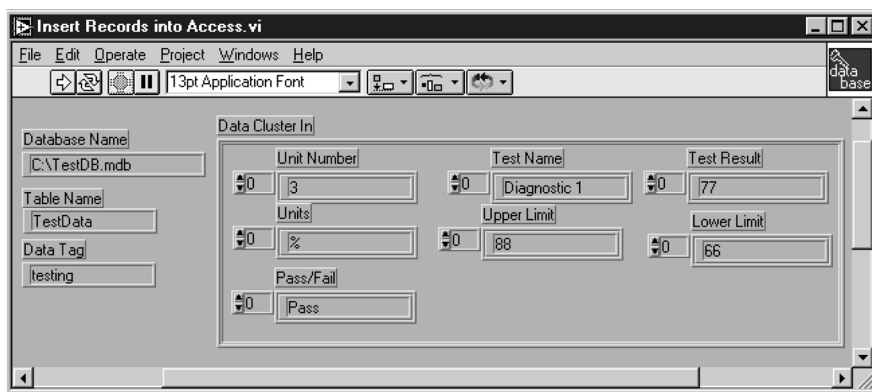 Insert Records into Access.vi
File Edit Operate Project Windows Help
13pt Application Font
data base
Database Name
C:\TestDB.mdb
Table Name
TestData
Data Tag
testing
Data Cluster In
Unit Number
0 3
Test Name
0 Diagnostic 1
Test Result
0 77
Units
0 %
Upper Limit
0 88
Lower Limit
0 66
Pass/Fail
0 Pass